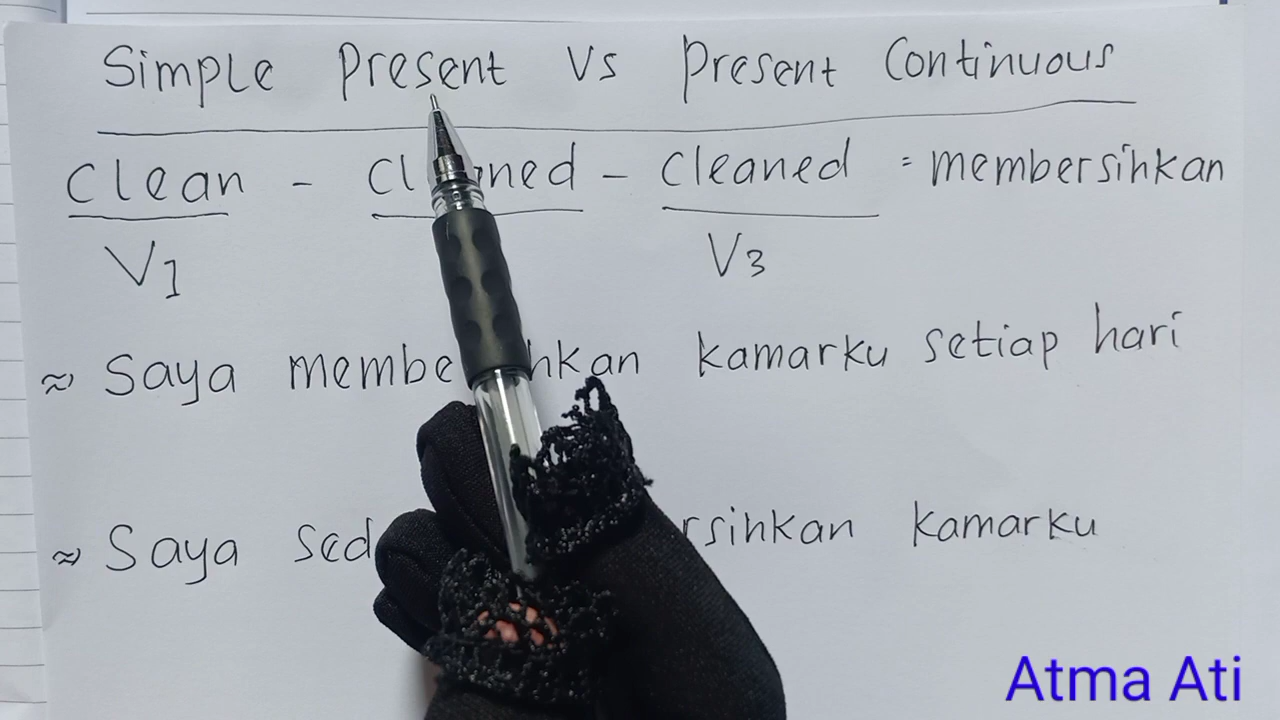 Simple Present Vs Present Continuous
Clean - - Cleaned = membersihkan
V1 V3
≈ Saya kamarku setiap hari
≈ Saya kamarku
Atma Ati